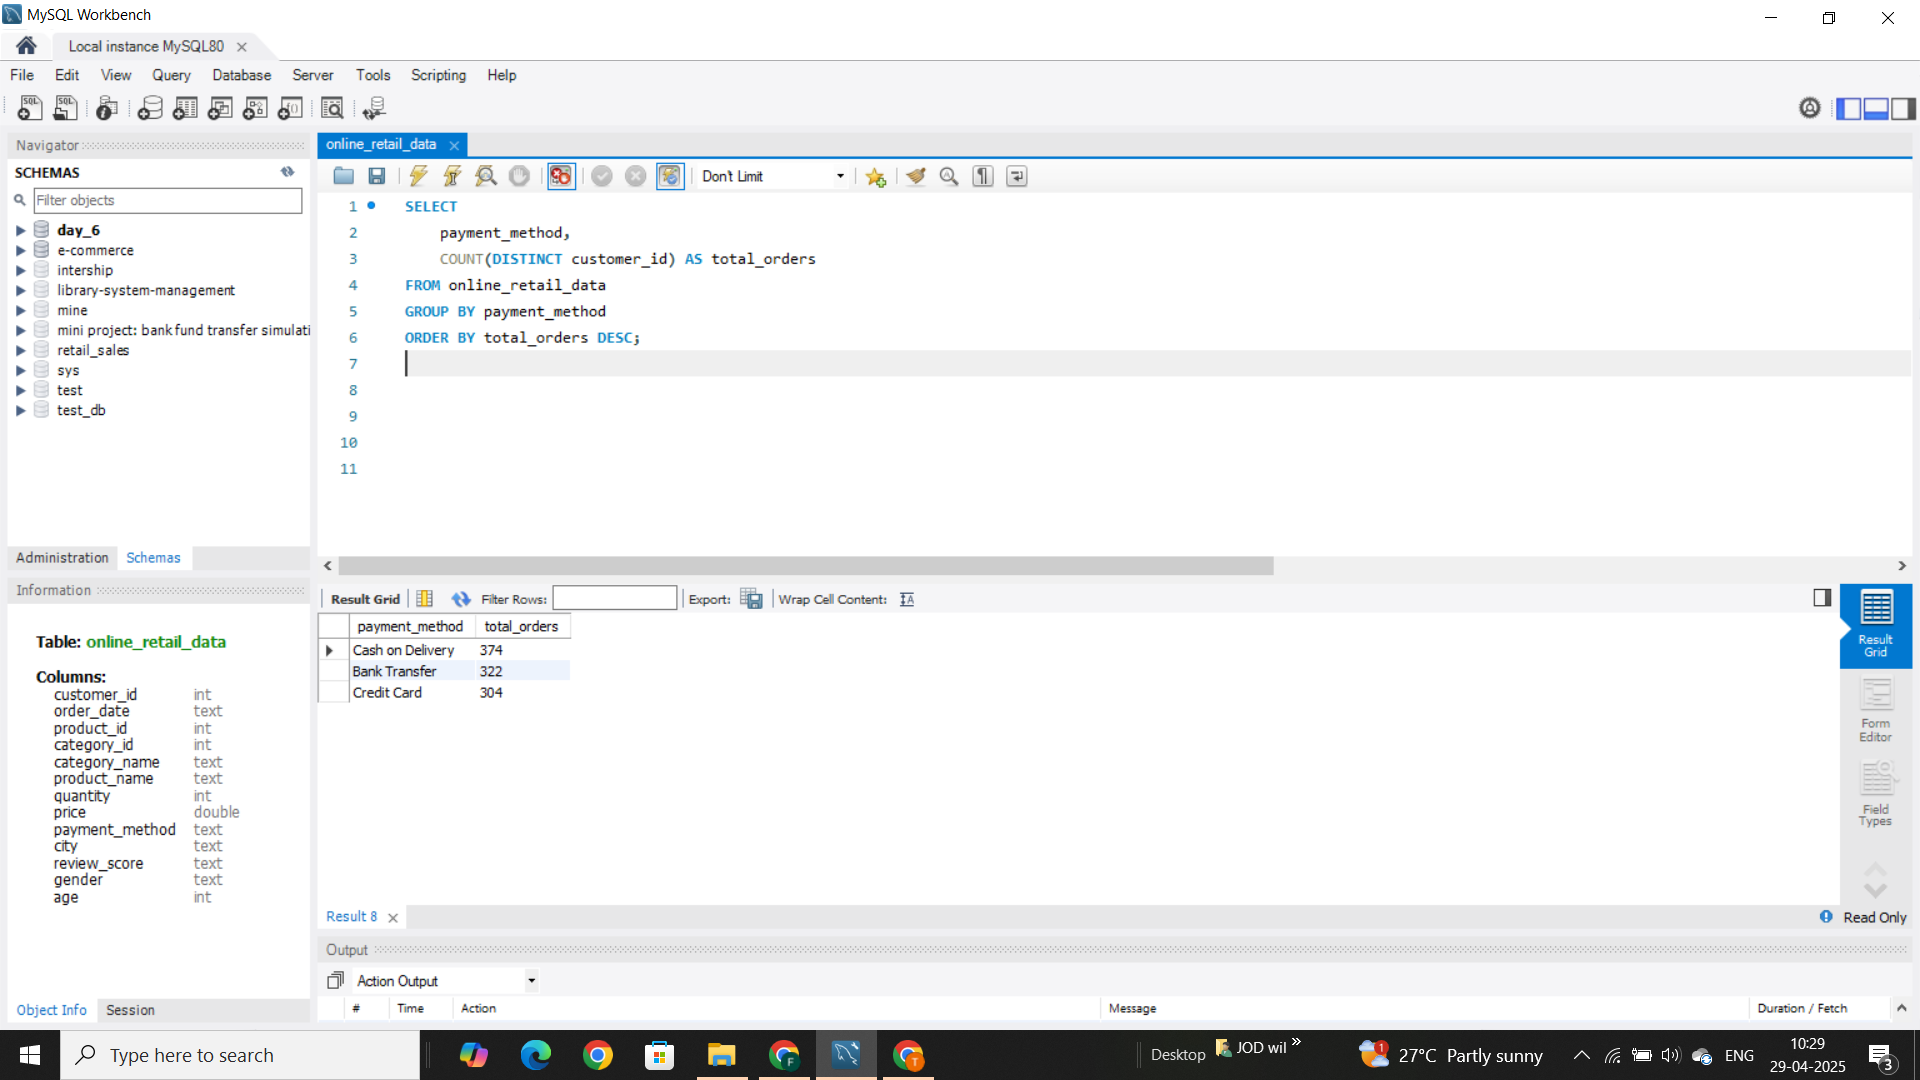 MySQL Workbench
Local instance MySQL80
File Edit View Query Database Server Tools Scripting Help
Navigator
SCHEMAS
Filter objects
day_6
e-commerce
intership
library-system-management
mine
mini project: bank fund transfer simulati
retail_sales
sys
test
test_db
Administration Schemas
Information
Table: online_retail_data
Columns:
customer_id int
order_date text
product_id int
category_id int
category_name text
product_name text
quantity int
price double
payment_method text
city text
review_score text
gender text
age int
Object Info Session
online_retail_data
Don't Limit
1 SELECT
2 payment_method,
3 COUNT(DISTINCT customer_id) AS total_orders
4 FROM online_retail_data
5 GROUP BY payment_method
6 ORDER BY total_orders DESC;
7
8
9
10
11
Result Grid Filter Rows: Export: Wrap Cell Content:
payment_method total_orders
Cash on Delivery 374
Bank Transfer 322
Credit Card 304
Result Grid
Form Editor
Field Types
Result 8
Read Only
Output
Action Output
# Time Action Message Duration / Fetch
Type here to search
Desktop
JOD wil
27°C Partly sunny
ENG
10:29
29-04-2025
3